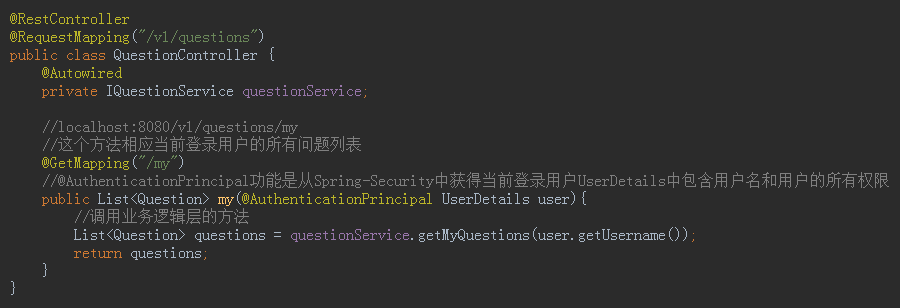 @RestController
@RequestMapping("/v1/questions")
public class QuestionController {
    @Autowired
    private IQuestionService questionService;

    //localhost:8080/v1/questions/my
    //这个方法相应当前登录用户的所有问题列表
    @GetMapping("/my")
    //@AuthenticationPrincipal功能是从Spring-Security中获得当前登录用户UserDetails中包含用户名和用户的所有权限
    public List<Question> my(@AuthenticationPrincipal UserDetails user){
        //调用业务逻辑层的方法
        List<Question> questions = questionService.getMyQuestions(user.getUsername());
        return questions;
    }
}